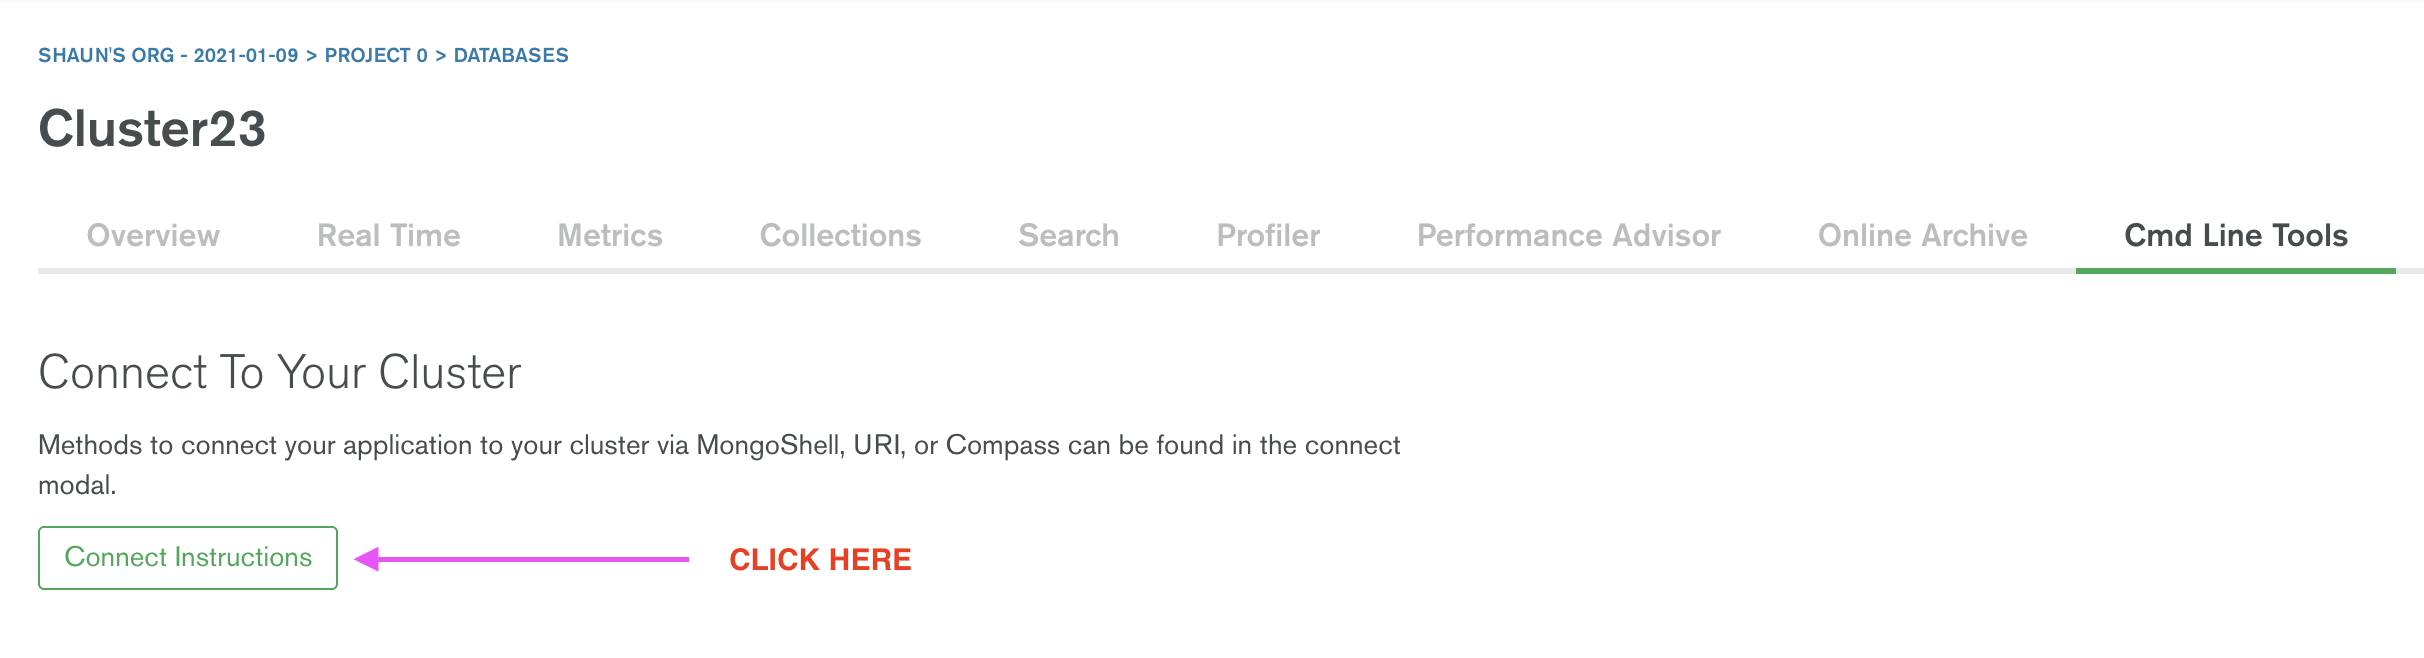 SHAUN'S ORG - 2021-01-09 > PROJECT 0 > DATABASES
Cluster23
Overview Real Time Metrics Collections Search Profiler Performance Advisor Online Archive Cmd Line Tools
Connect To Your Cluster
Methods to connect your application to your cluster via MongoShell, URI, or Compass can be found in the connect
modal.
Connect Instructions CLICK HERE